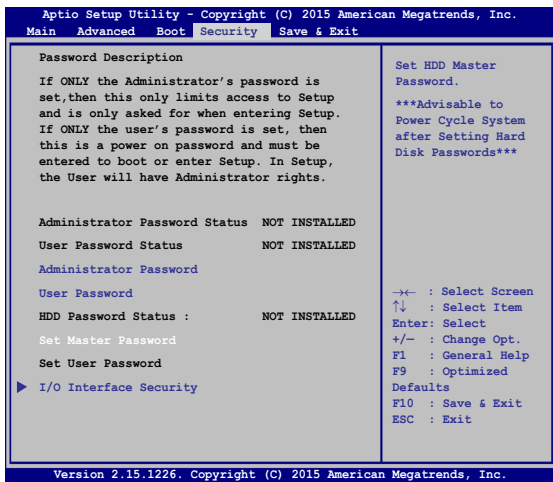 Aptio Setup Utility - Copyright (C) 2015 American Megatrends, Inc.
Main Advanced Boot Security Save & Exit
Password Description
If ONLY the Administrator's password is
set,then this only limits access to Setup
and is only asked for when entering Setup.
If ONLY the user's password is set, then
this is a power on password and must be
entered to boot or enter Setup. In Setup,
the User will have Administrator rights.
Administrator Password Status NOT INSTALLED
User Password Status NOT INSTALLED
Administrator Password
User Password
HDD Password Status : NOT INSTALLED
Set Master Password
Set User Password
I/O Interface Security
Set HDD Master
Password.
***Advisable to
Power Cycle System
after Setting Hard
Disk Passwords***
→← : Select Screen
↑↓ : Select Item
Enter: Select
+/— : Change Opt.
F1 : General Help
F9 : Optimized
Defaults
F10 : Save & Exit
ESC : Exit
Version 2.15.1226. Copyright (C) 2015 American Megatrends, Inc.